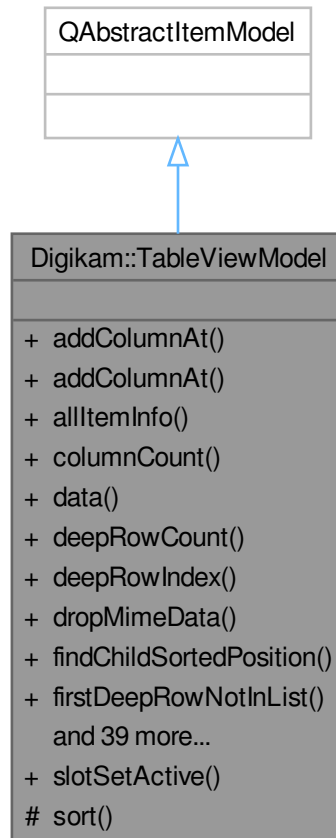 QAbstractItemModel
Digikam::TableViewModel
+ addColumnAt()
+ addColumnAt()
+ allItemInfo()
+ columnCount()
+ data()
+ deepRowCount()
+ deepRowIndex()
+ dropMimeData()
+ findChildSortedPosition()
+ firstDeepRowNotInList()
and 39 more...
+ slotSetActive()
# sort()